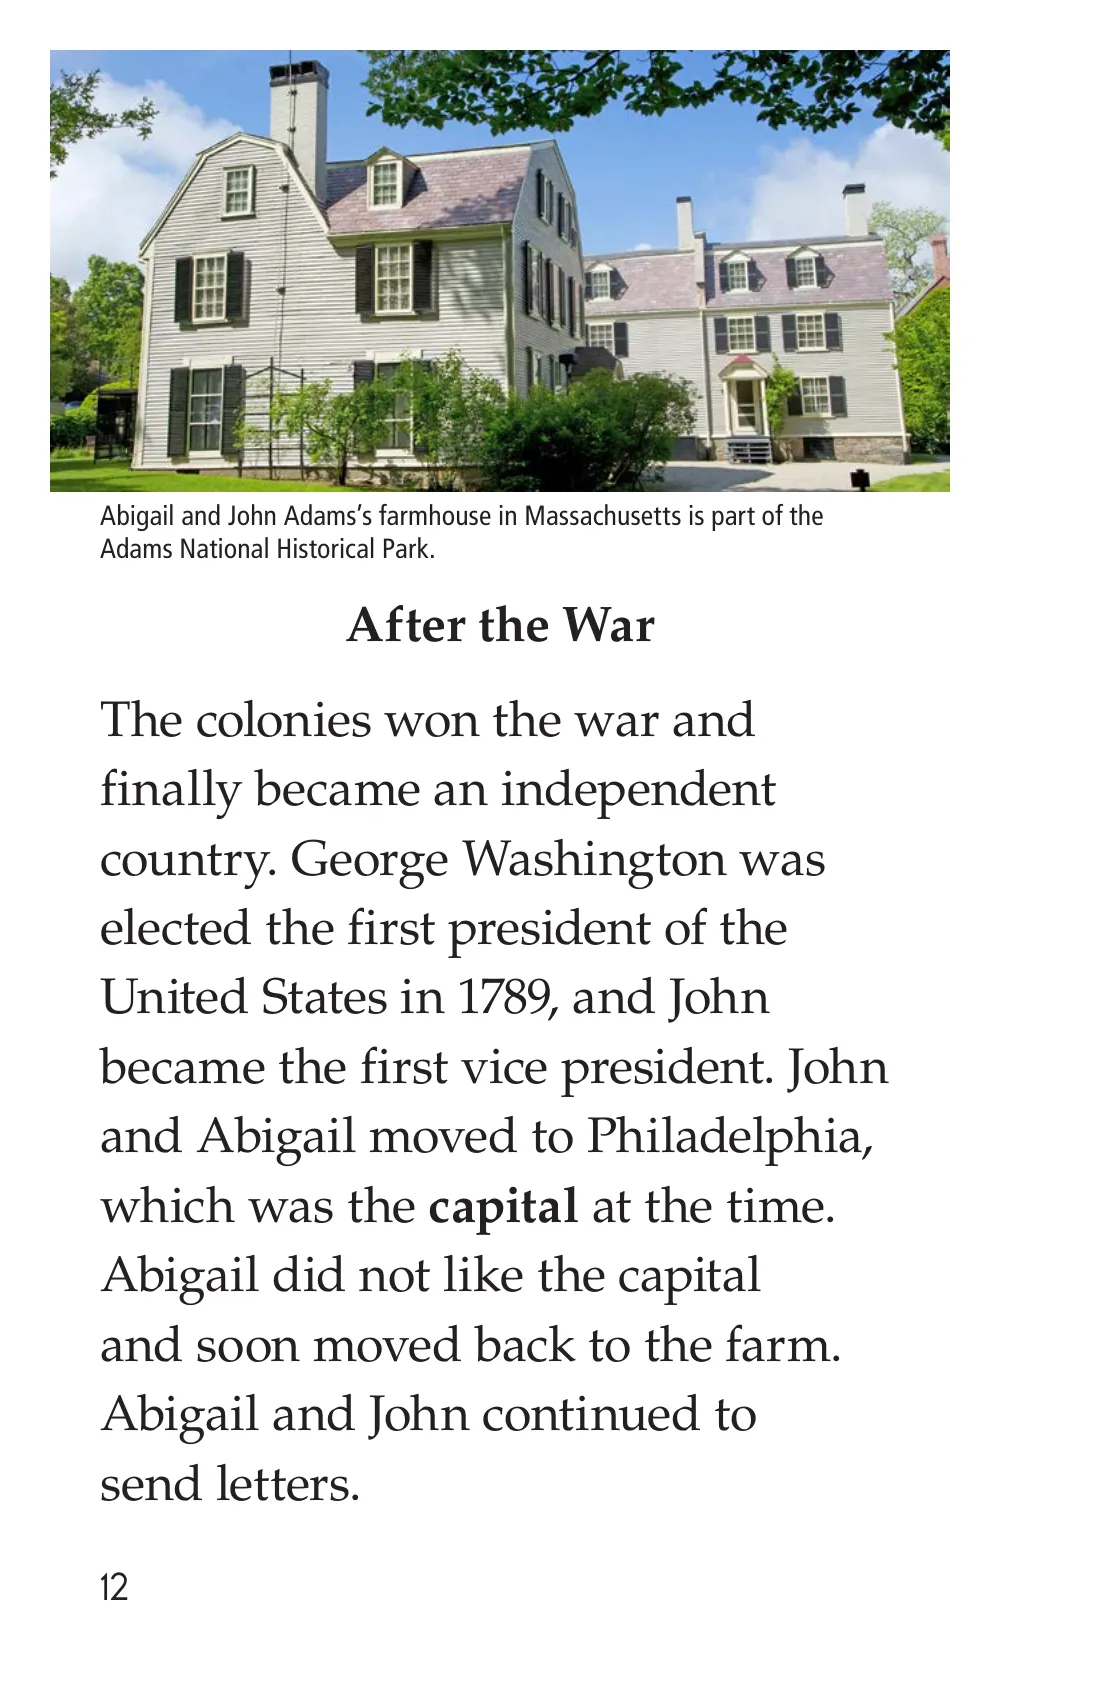 Abigail and John Adams’s farmhouse in Massachusetts is part of the
Adams National Historical Park.
After the War
The colonies won the war and
finally became an independent
country. George Washington was
elected the first president of the
United States in 1789, and John
became the first vice president. John
and Abigail moved to Philadelphia,
which was the capital at the time.
Abigail did not like the capital
and soon moved back to the farm.
Abigail and John continued to
send letters.
12